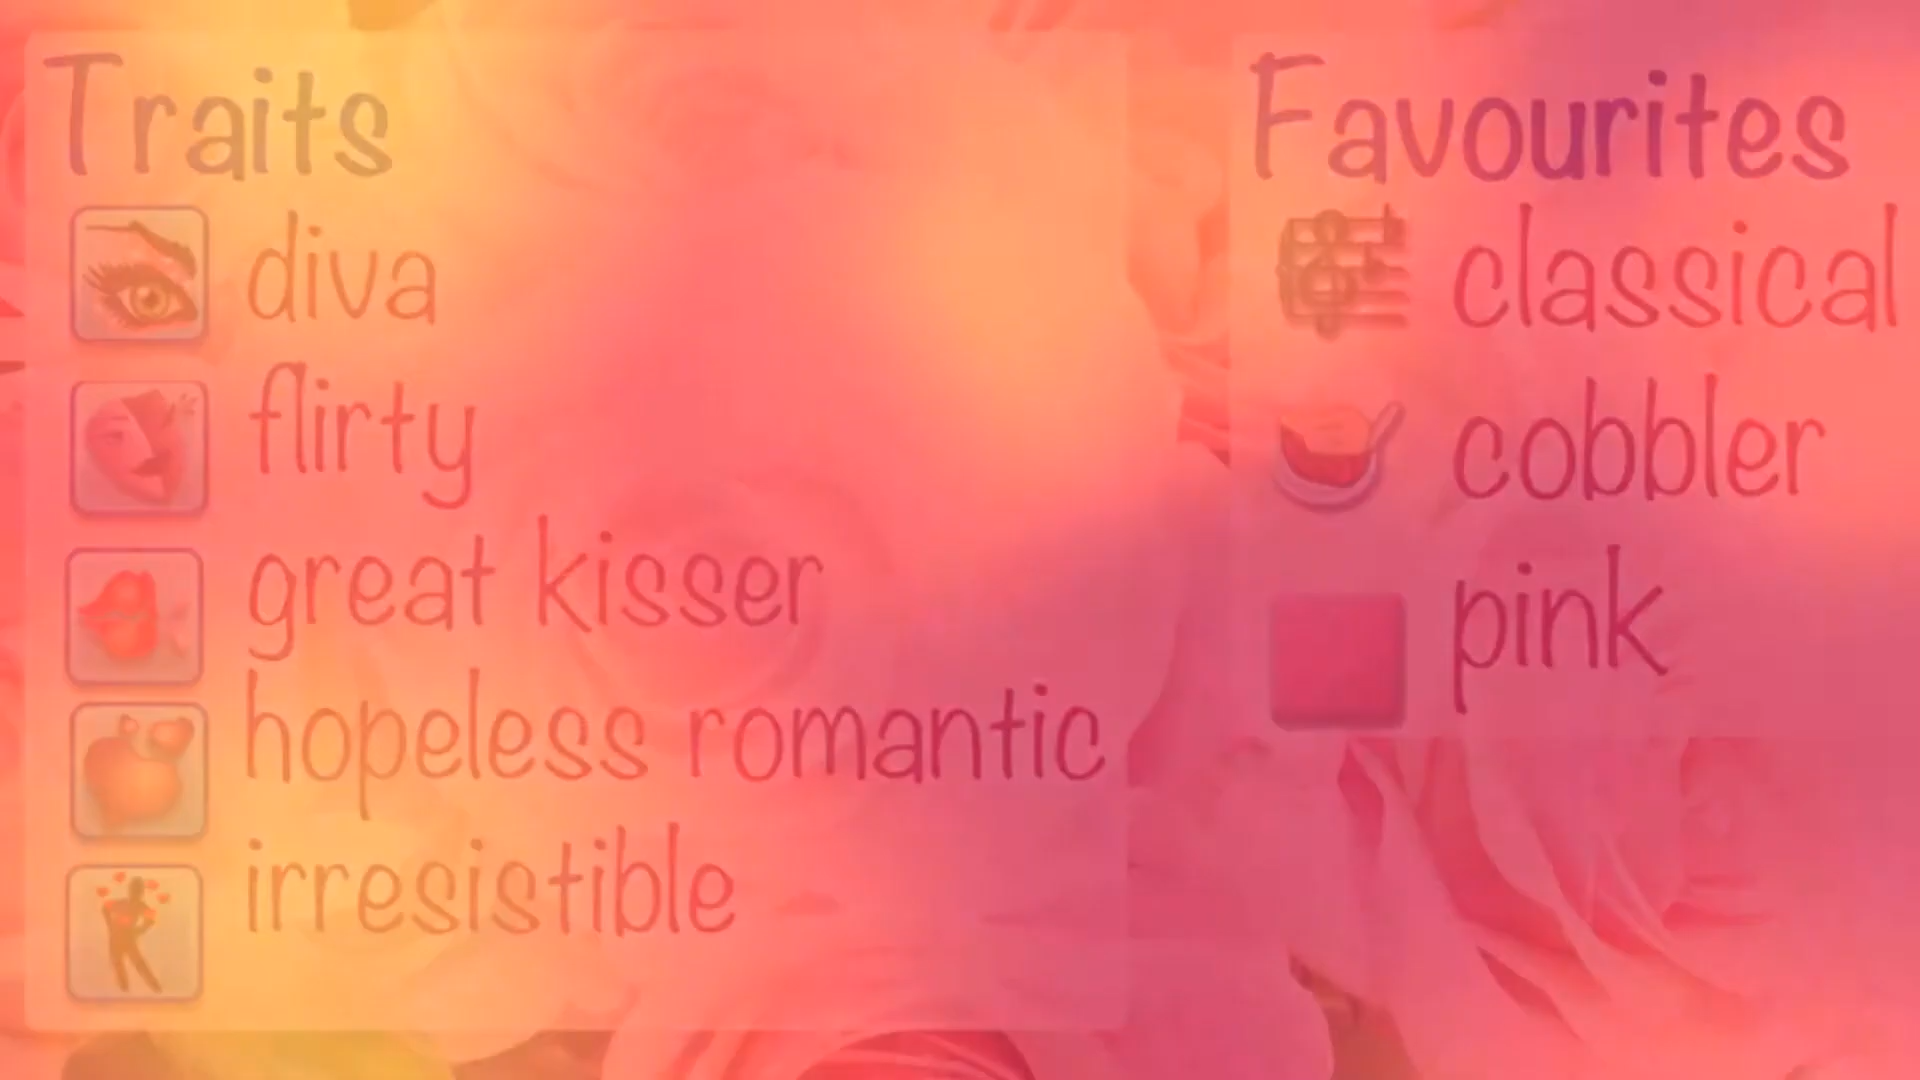 Traits
diva
flirty
great kisser
hopeless romantic
irresistible
Favourites
classical
cobbler
pink